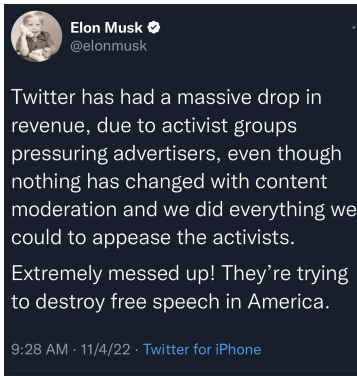 Elon Musk
@elonmusk
Twitter has had a massive drop in
revenue, due to activist groups
pressuring advertisers, even though
nothing has changed with content
moderation and we did everything we
could to appease the activists.
Extremely messed up! They’re trying
to destroy free speech in America.
9:28 AM · 11/4/22 · Twitter for iPhone